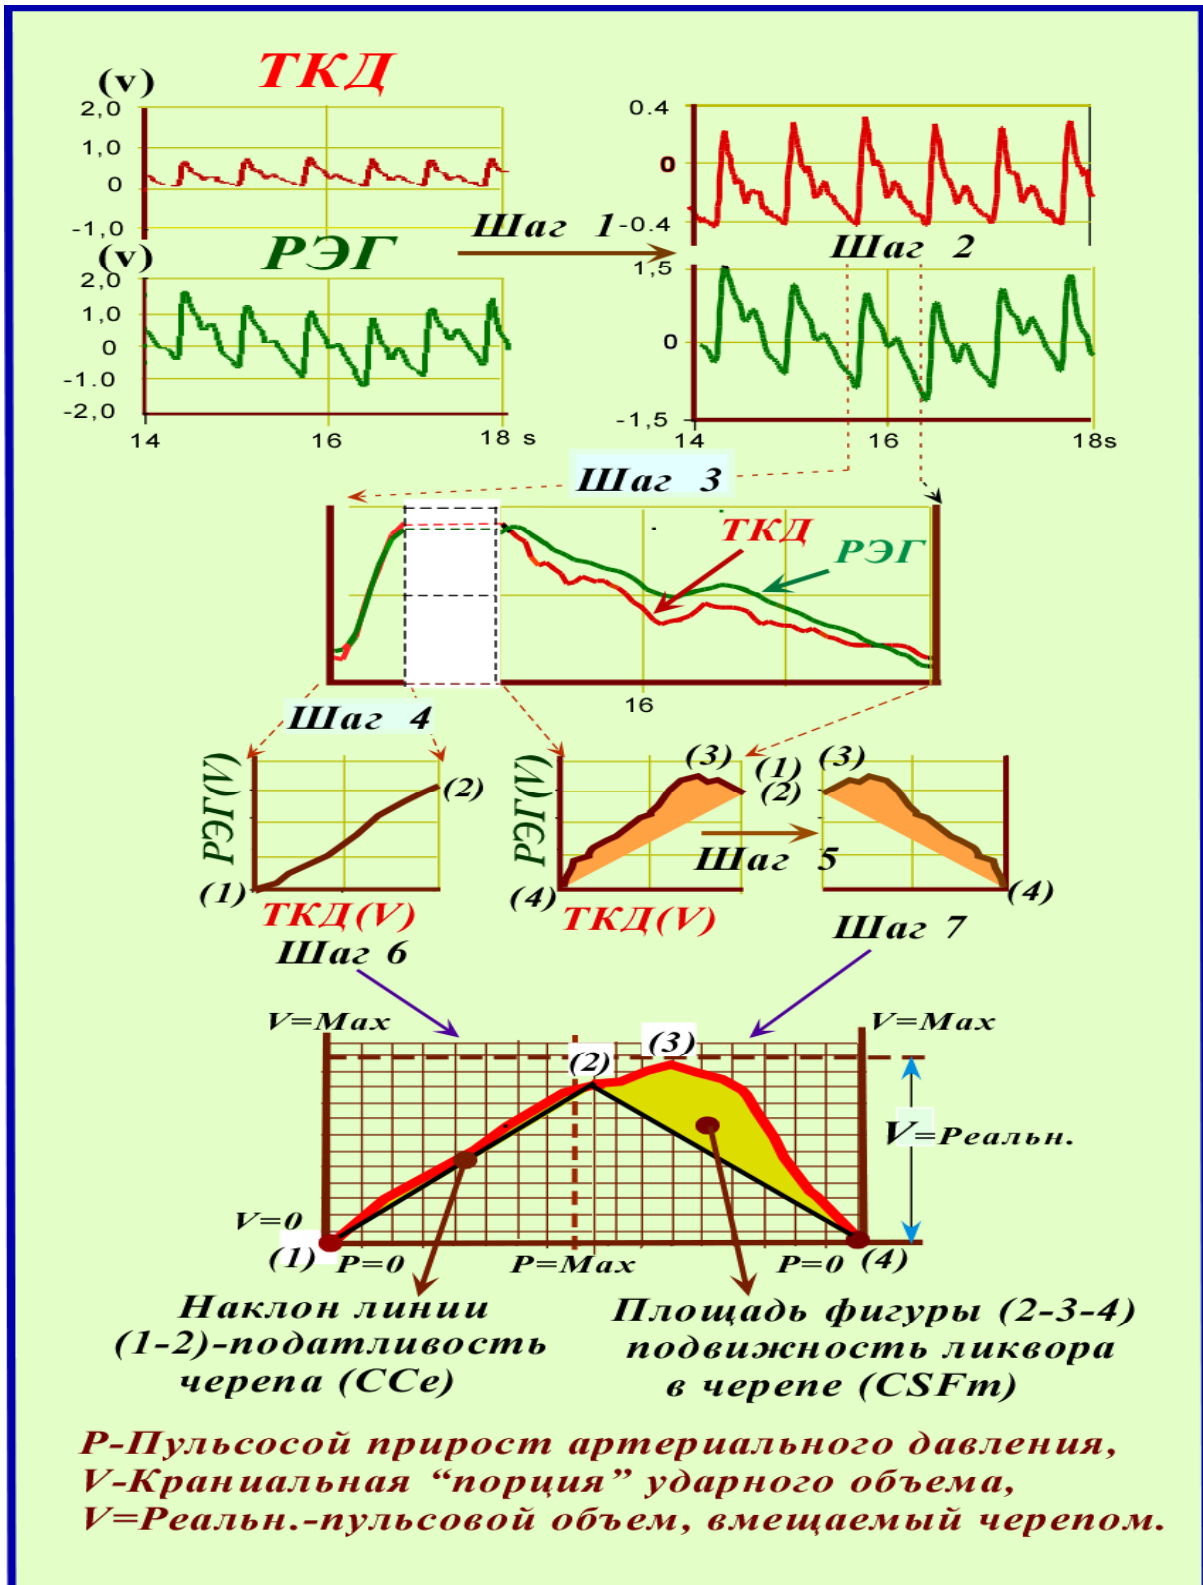 (v) ТКД
2,0
1,0
0
-1,0
0.4
0
-0.4
Шаг 1
(v) РЭГ
2,0
1,0
0
-1.0
-2,0
14 16 18 s
Шаг 2
1,5
0
-1,5
14 16 18s
Шаг 3
ТКД
РЭГ
16
Шаг 4
РЭГ(V)
(1)
(2)
ТКД(V)
РЭГ(V)
(3)
(1)
(2)
(4)
ТКД(V)
Шаг 5
(3)
(4)
Шаг 6
Шаг 7
V=Max
V=Max
(2)
(3)
V=Реальн.
V=0
(1) P=0 P=Max P=0 (4)
Наклон линии
(1-2)-податливость
черепа (CCe)
Площадь фигуры (2-3-4)
подвижность ликвора
в черепе (CSFm)
P-Пульсосой прирост артериального давления,
V-Краниальная “порция” ударного объема,
V=Реальн.-пульсовой объем, вмещаемый черепом.